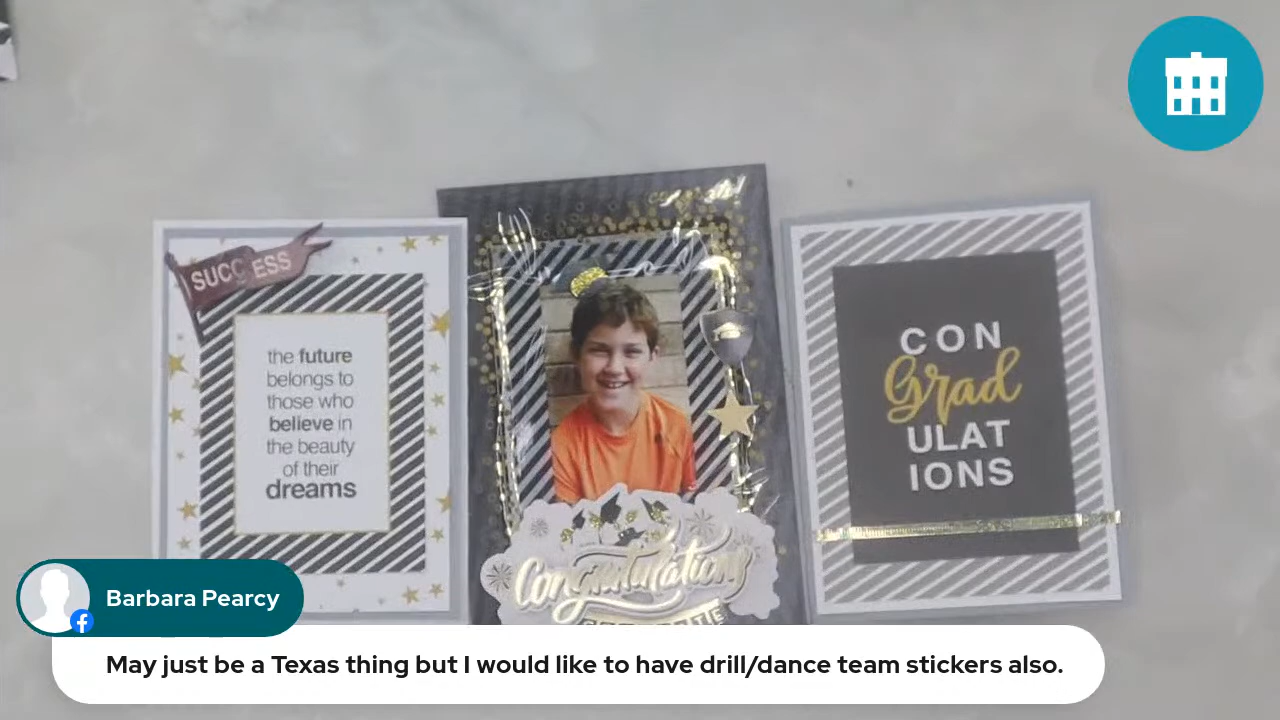 SUCCESS
the future
belongs to
those who
believe in
the beauty
of their
dreams
Congratulations
CON
Grad
ULAT
IONS
Barbara Pearcy
May just be a Texas thing but I would like to have drill/dance team stickers also.